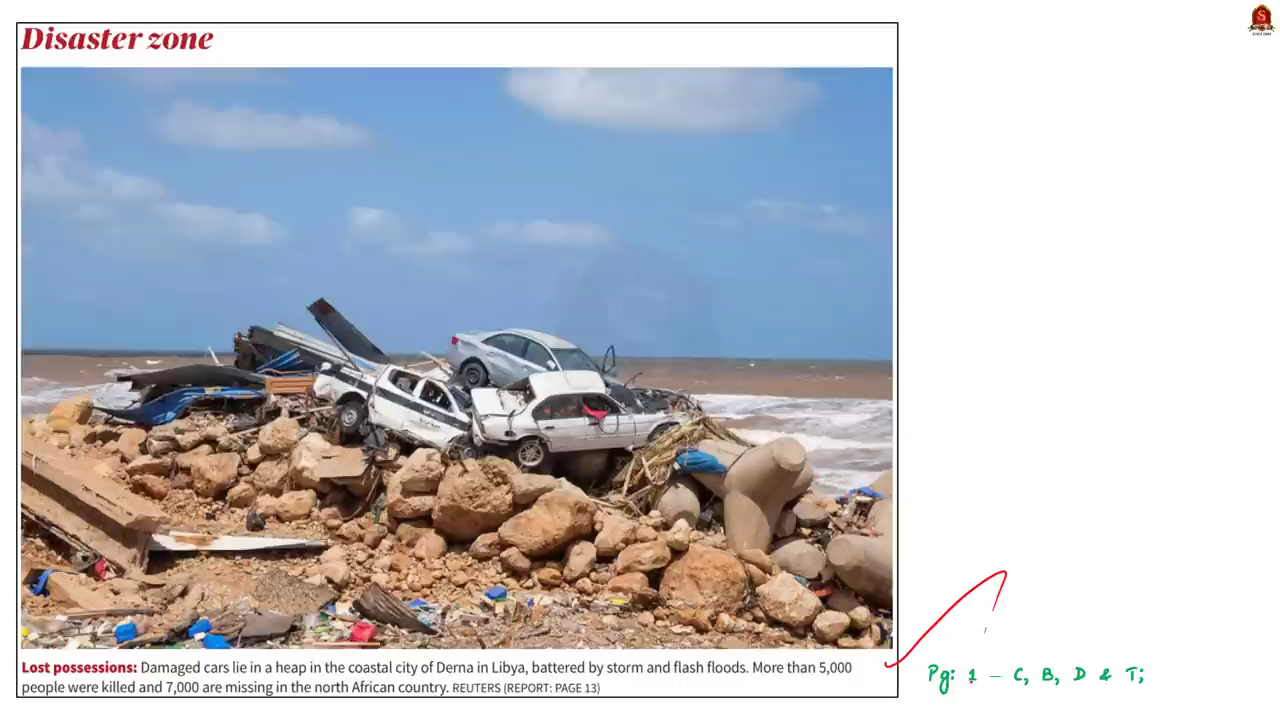 Disaster zone
Lost possessions: Damaged cars lie in a heap in the coastal city of Derna in Libya, battered by storm and flash floods. More than 5,000
people were killed and 7,000 are missing in the north African country. REUTERS (REPORT: PAGE 13)
Pg: 1 – C, B, D & T;